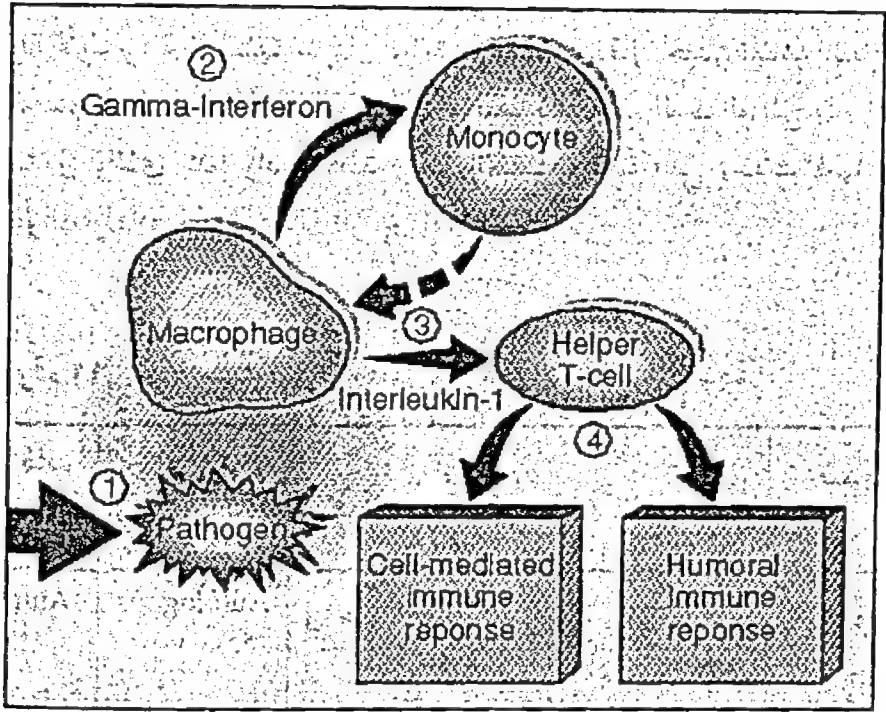 ②
Gamma-Interferon
Monocyte
Macrophage
③
Helper
T-cell
Interleukin-1
④
①
Pathogen
Cell-mediated
immune
reponse
Humoral
immune
reponse